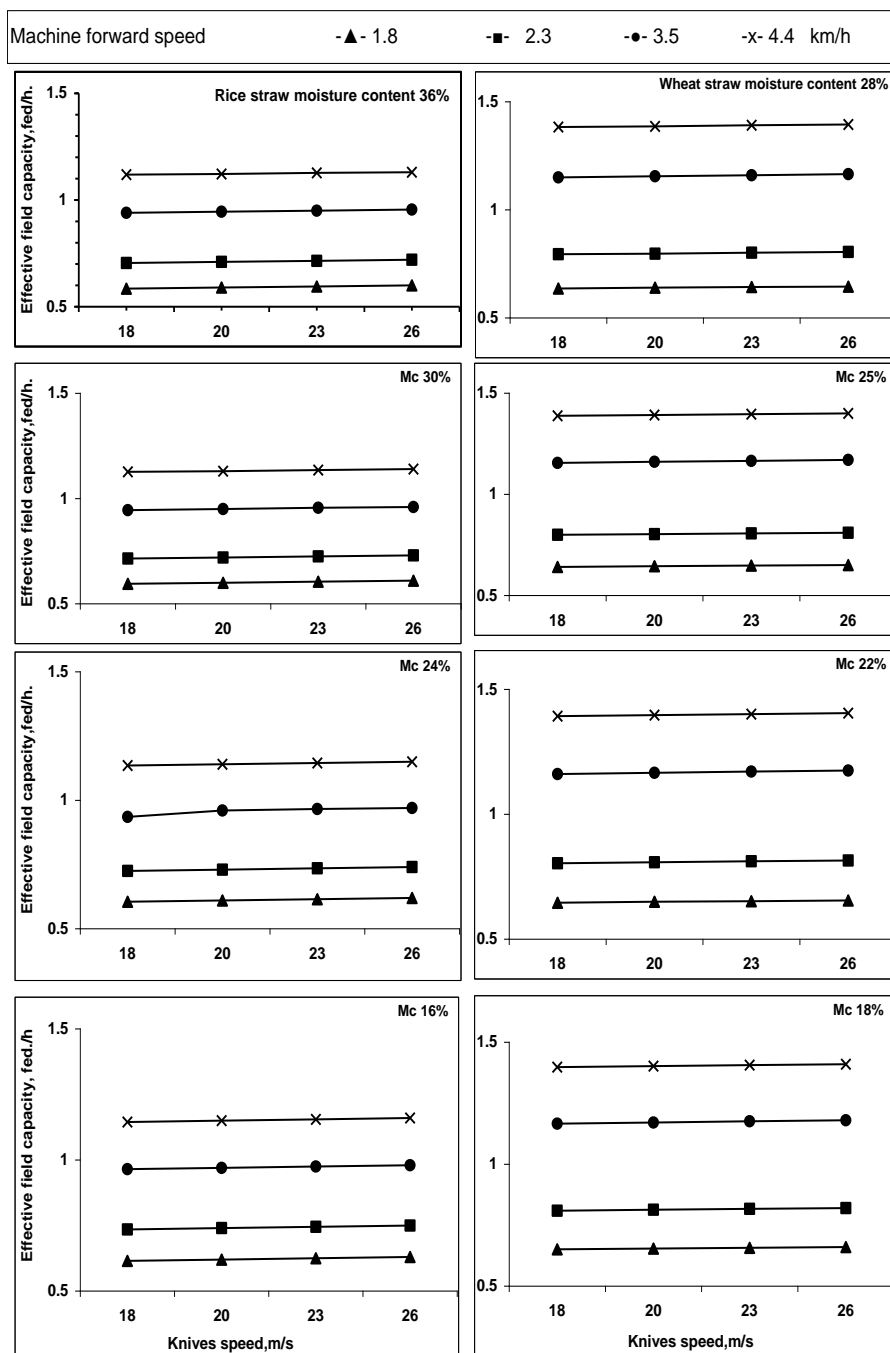 Machine forward speed -▲- 1.8 -■- 2.3 -●- 3.5 -x- 4.4 km/h
Rice straw moisture content 36%
Effective field capacity,fed/h.
1.5
1
0.5
18 20 23 26
Wheat straw moisture content 28%
1.5
1
0.5
18 20 23 26
Mc 30%
Effective field capacity,fed/h.
1.5
1
0.5
18 20 23 26
Mc 25%
1.5
1
0.5
18 20 23 26
Mc 24%
Effective field capacity,fed/h.
1.5
1
0.5
18 20 23 26
Mc 22%
1.5
1
0.5
18 20 23 26
Mc 16%
Effective field capacity, fed./h
1.5
1
0.5
18 20 23 26
Knives speed,m/s
Mc 18%
1.5
1
0.5
18 20 23 26
Knives speed,m/s